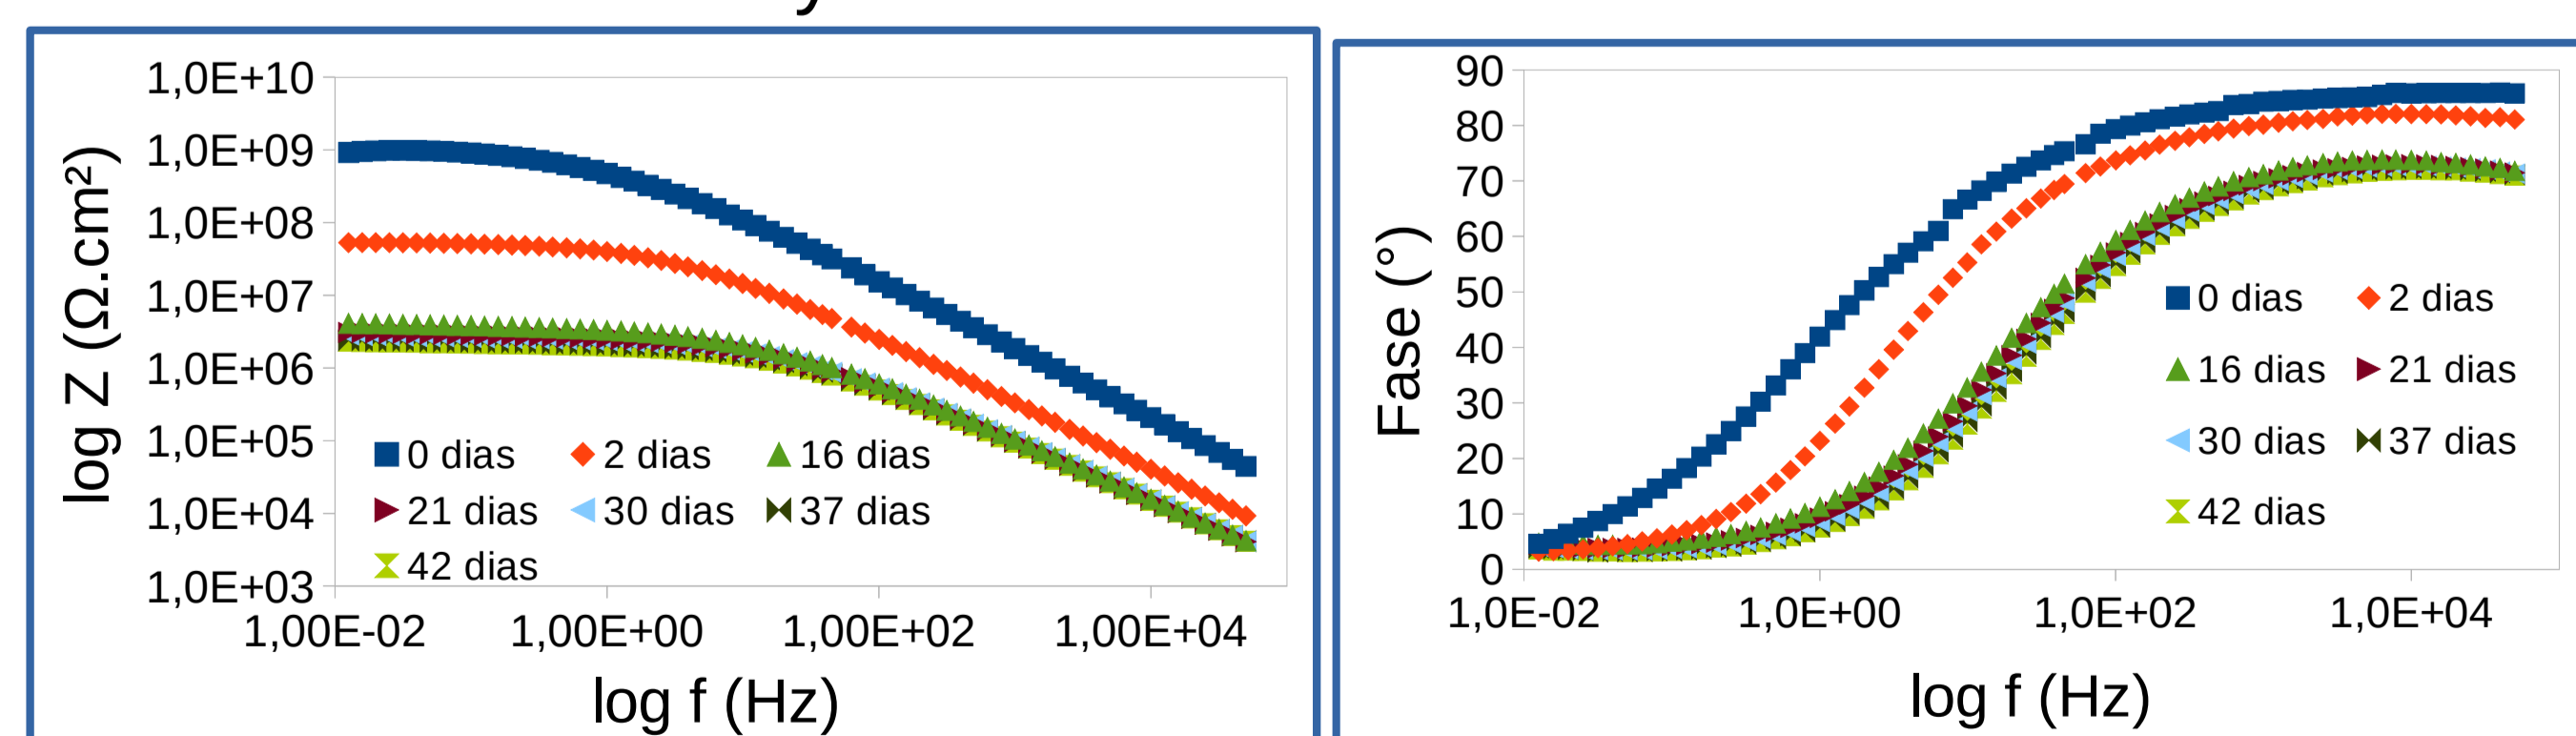 y
log Z (Ω.cm²)
1,0E+10
1,0E+09
1,0E+08
1,0E+07
1,0E+06
1,0E+05
1,0E+04
1,0E+03
0 dias 2 dias 16 dias
21 dias 30 dias 37 dias
42 dias
1,00E-02 1,00E+00 1,00E+02 1,00E+04
log f (Hz)
Fase (°)
90
80
70
60
50
40
30
20
10
0
0 dias 2 dias
16 dias 21 dias
30 dias 37 dias
42 dias
1,0E-02 1,0E+00 1,0E+02 1,0E+04
log f (Hz)